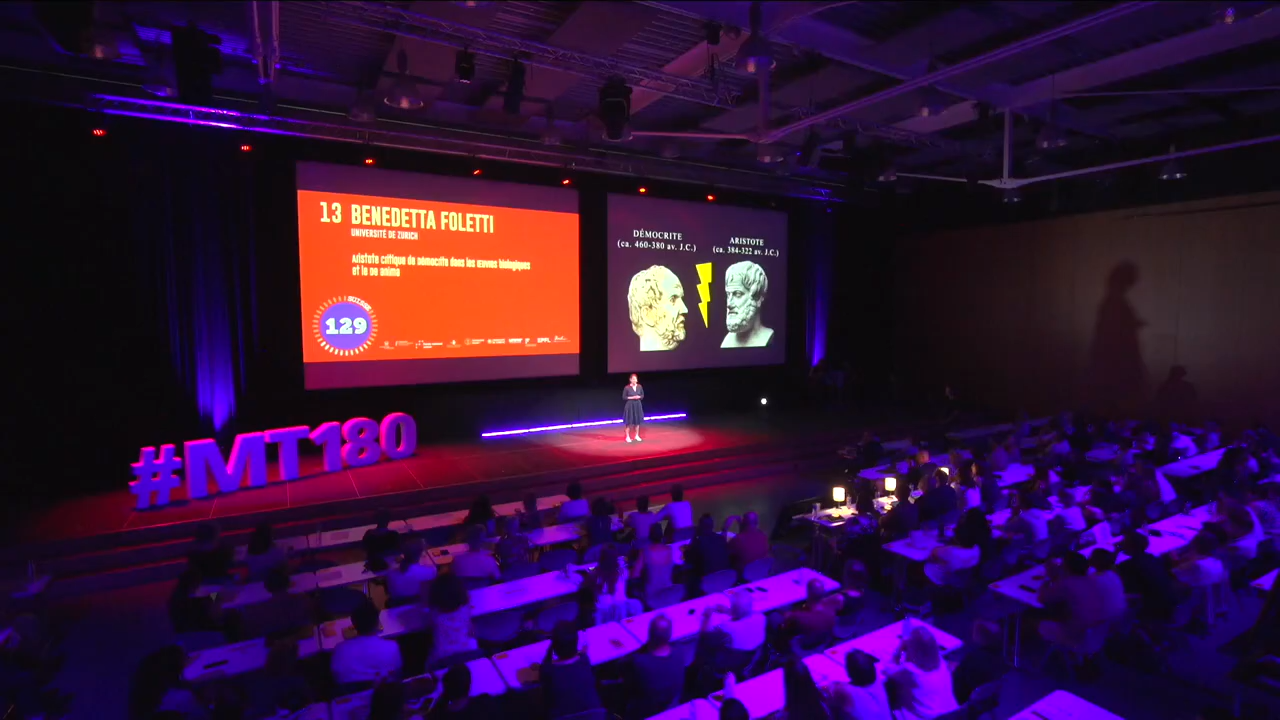 13 BENEDETTA FOLETTI
UNIVERSITÉ DE ZURICH
Aristote critique de Démocrite dans les œuvres biologiques
et le De anima
129
DÉMOCRITE
(ca. 460-380 av. J.C.)
ARISTOTE
(ca. 384-322 av. J.C.)
#MT180
EPFL